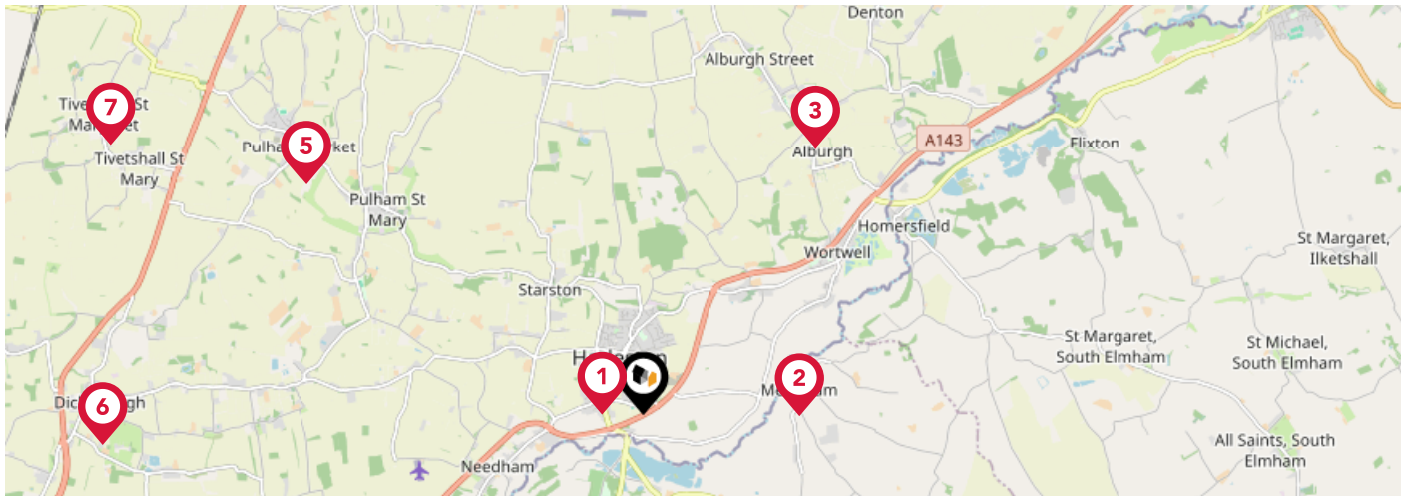 Denton
Alburgh Street
7
3
5
A143
Alburgh
Flixton
Tivetshall St
Mary
Pulham St
Mary
Homersfield
Wortwell
St Margaret,
Ilketshall
Starston
St Margaret,
South Elmham
St Michael,
South Elmham
1
2
6
All Saints, South
Elmham
Needham